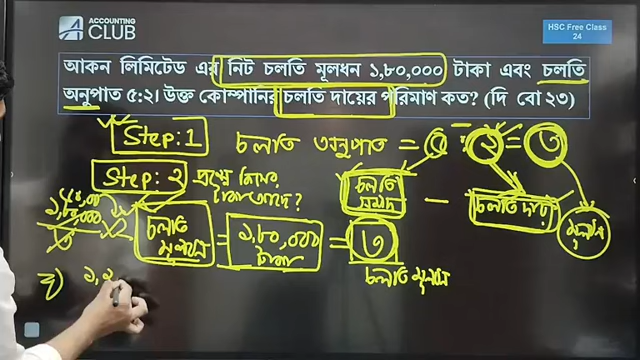 ACCOUNTING
CLUB
HSC Free Class
24
আকন লিমিটেড এর নিট চলতি মূলধন ১,৮০,০০০ টাকা এবং চলতি
অনুপাত ৫:২। উক্ত কোম্পানির চলতি দায়ের পরিমাণ কত? (দি বো ২৩)
Step:1 চলতি অনুপাত = ৫ - ২ = ৩
Step: 2
চলতি সম্পদ — চলতি দায়
মূলধন
চলতি মূলধন = ১,৮০,০০০ টাকা = ৩
চলতি মূলধন
১,২